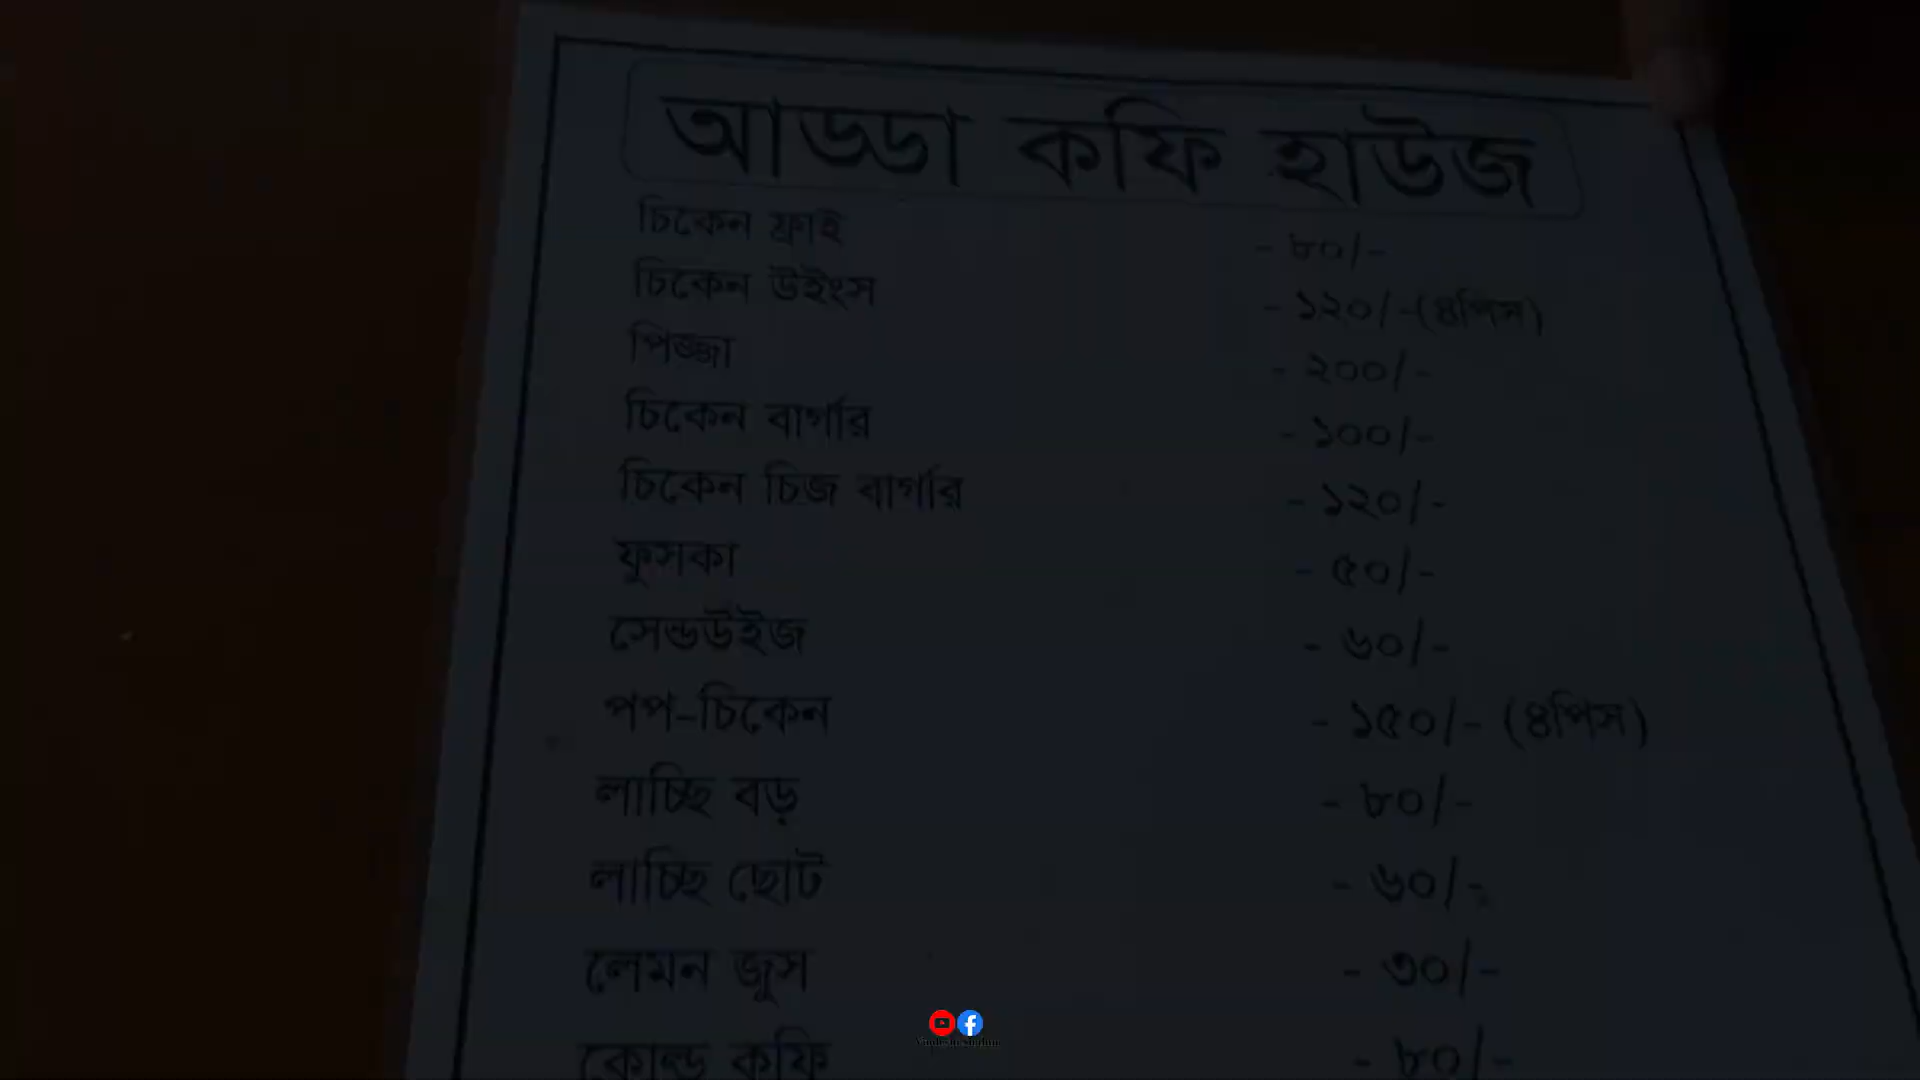 আড্ডা কফি হাউজ
চিকেন ফ্রাই - ৮০/-
চিকেন উইংস - ১২০/-(৪পিস)
পিজ্জা - ২০০/-
চিকেন বার্গার - ১০০/-
চিকেন চিজ বার্গার - ১২০/-
ফুসকা - ৫০/-
সেন্ডউইজ - ৬০/-
পপ-চিকেন - ১৫০/- (৪পিস)
লাচ্ছি বড় - ৮০/-
লাচ্ছি ছোট - ৬০/-
লেমন জুস - ৩০/-
কোল্ড কফি - ৮০/-